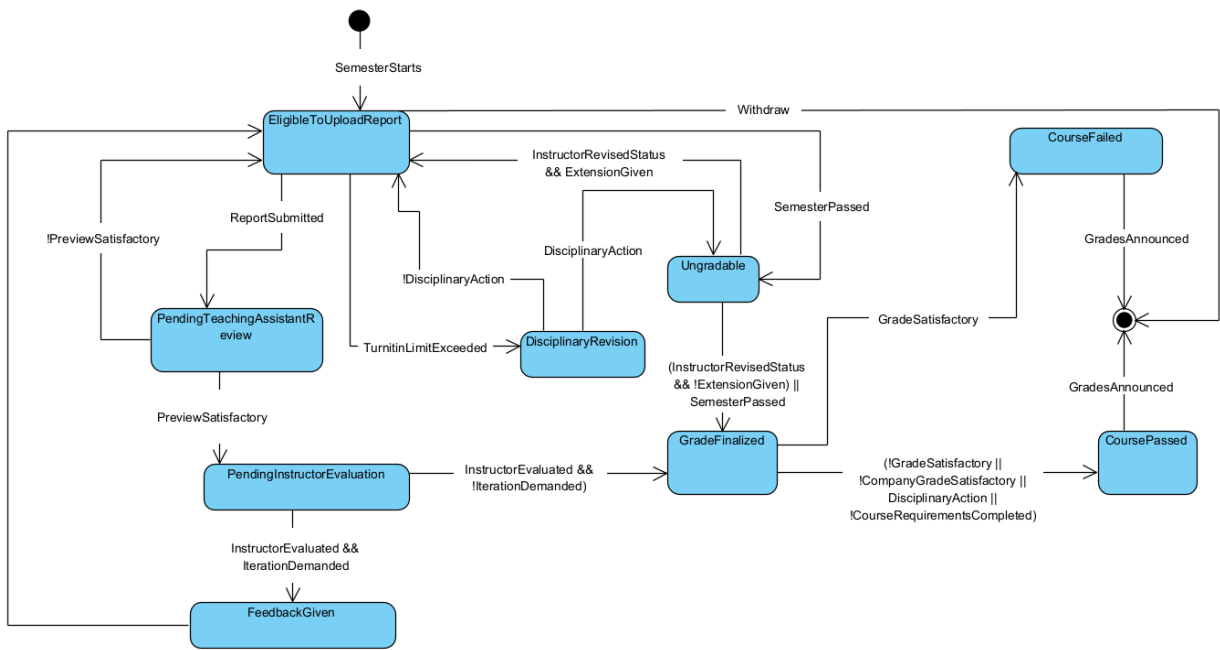 SemesterStarts
Withdraw
EligibleToUploadReport
CourseFailed
InstructorRevisedStatus
&& ExtensionGiven
SemesterPassed
ReportSubmitted
!PreviewSatisfactory
DisciplinaryAction
GradesAnnounced
!DisciplinaryAction
Ungradable
PendingTeachingAssistantR
eview
GradeSatisfactory
DisciplinaryRevision
TurnitinLimitExceeded
(InstructorRevisedStatus
&& !ExtensionGiven) ||
SemesterPassed
GradesAnnounced
PreviewSatisfactory
GradeFinalized
CoursePassed
PendingInstructorEvaluation
InstructorEvaluated &&
!IterationDemanded)
(!GradeSatisfactory ||
!CompanyGradeSatisfactory ||
DisciplinaryAction ||
!CourseRequirementsCompleted)
InstructorEvaluated &&
IterationDemanded
FeedbackGiven